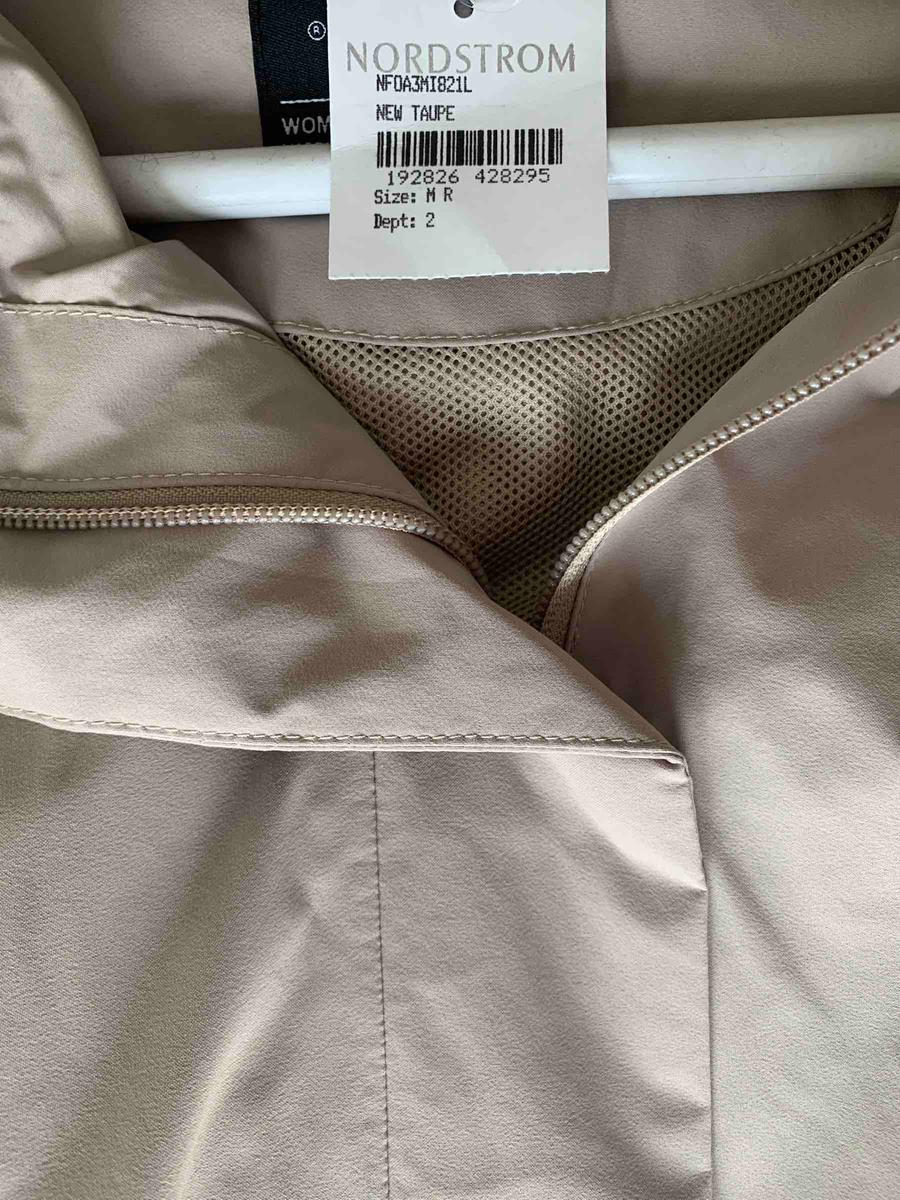 ®
WOM
NORDSTROM
NF0A3MI821L
NEW TAUPE
192826 428295
Size: M R
Dept: 2